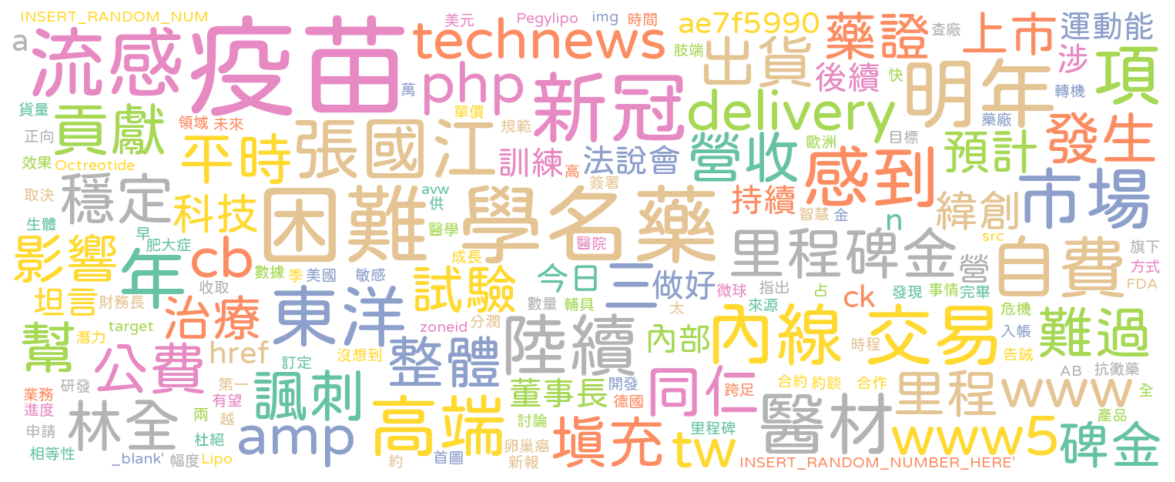 INSERT_RANDOM_NUM
美元
Pegylipo
img
時間
ae7f5990
藥證
查廠
上市
運動能
a
流感
疫苗
technews
php
萬
單價
新冠
肢端
出貨
後續
快
明年
涉
轉機
項
貨量
正向
貢獻
領域
未來
平時
張國江
規範
訓練
高
法說會
delivery
營收
歐洲
目標
感到
藥廠
預計
發生
效果
Octreotide
取決
穩定
科技
困難
avw
供
醫學
學名藥
簽署
醫院
持續
智慧
金
n
緯創
市場
生體
早
肥大症
影響
年
cb
收取
數據
季
美國
敏感
成長
試驗
今日
三
做好
微球
里程碑金
指出
占
發現
src
營
事情
完畢
自費
旗下
方式
FDA
坦言
財務長
潛力
target
治療
東洋
zoneid
分潤
數量
輔具
陸續
太
來源
ck
內線
交易
時程
危機
入帳
告誡
難過
幫
公費
href
訂定
沒想到
整體
內部
董事長
開發
德國
同仁
跨足
合約
約談
合作
里程
AB
抗黴藥
www
全
業務
進度
研發
第一
有望
越
兩
諷刺
高端
討論
里程碑
醫材
產品
申請
林全
杜絕
amp
約
首圖
卵巢癌
新報
填充
tw
www5
碑金
相等性
_blank'
幅度
Lipo
INSERT_RANDOM_NUMBER_HERE'